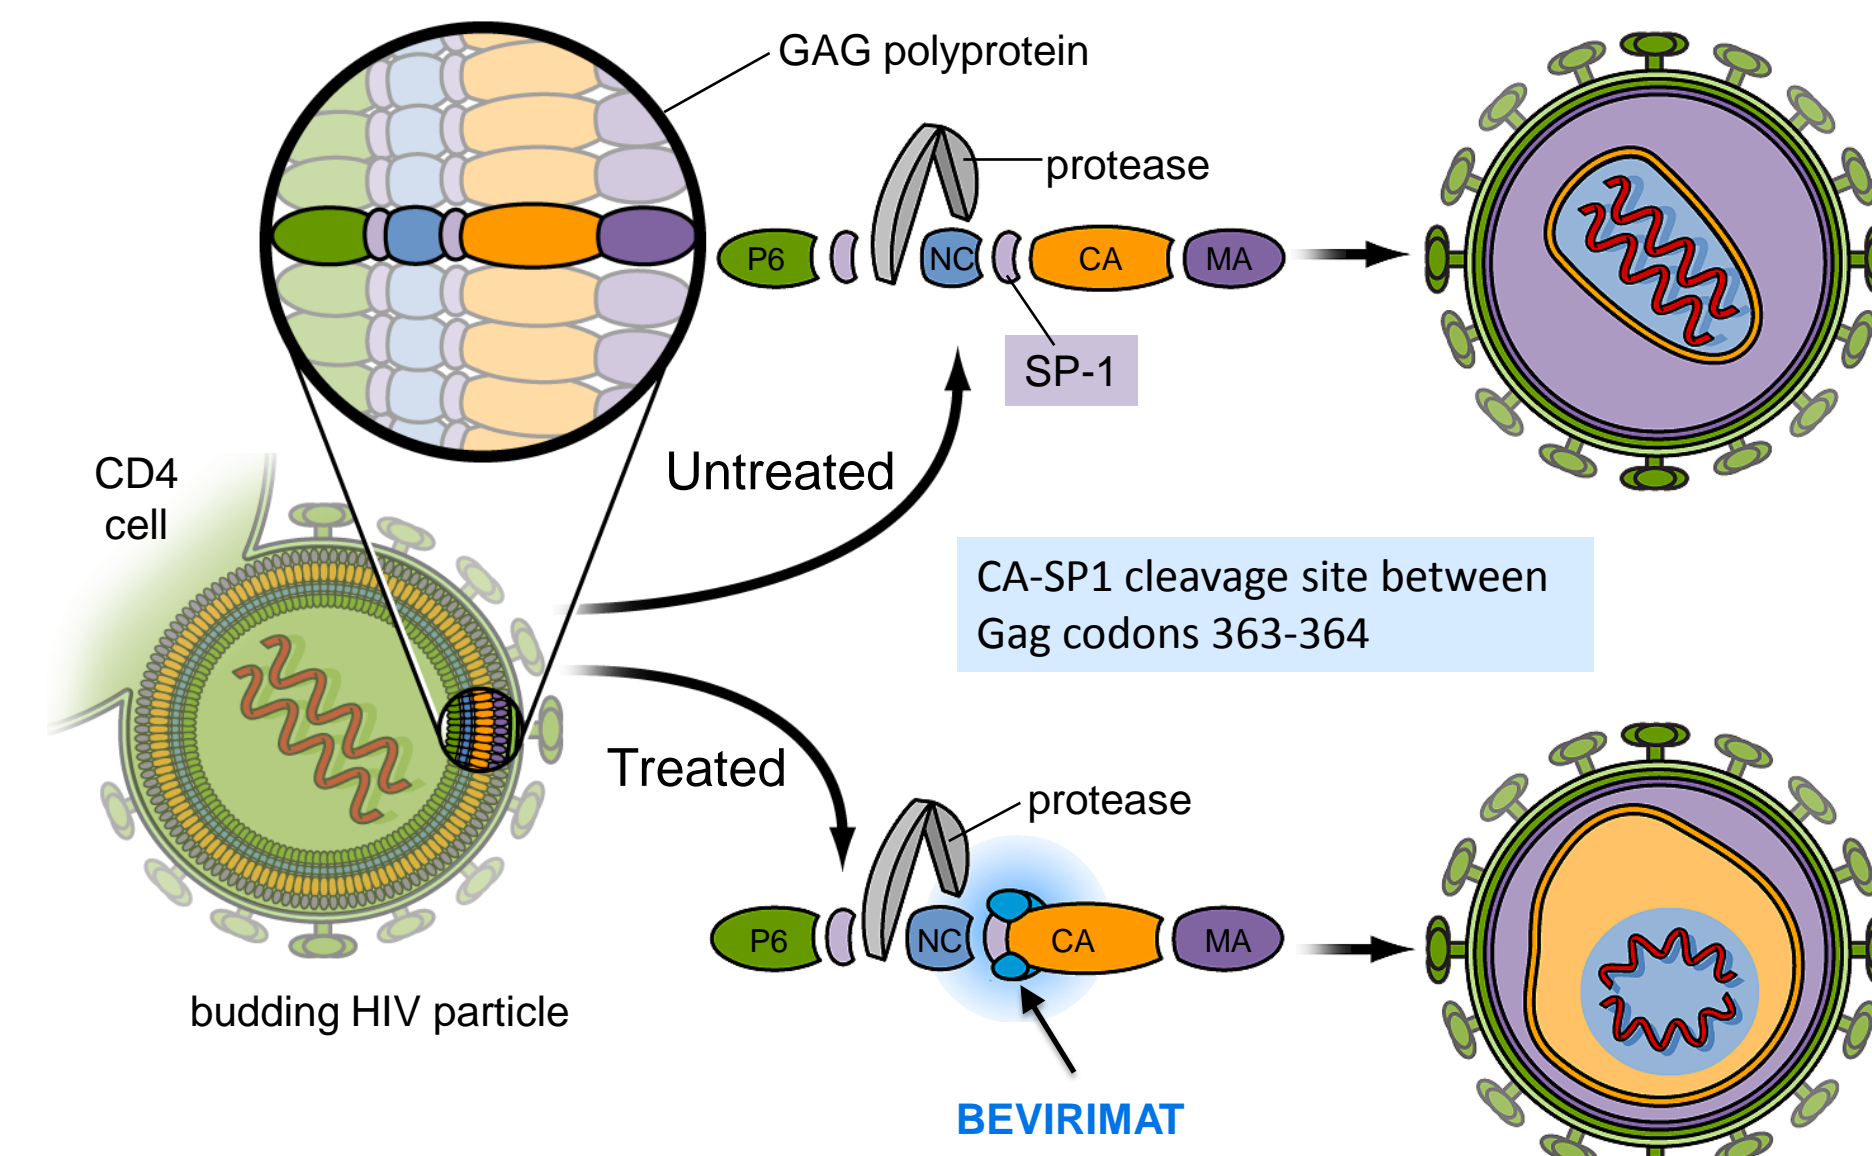 GAG polyprotein
protease
P6
NC
CA
MA
SP-1
Untreated
CD4
cell
CA-SP1 cleavage site between
Gag codons 363-364
Treated
protease
P6
NC
CA
MA
budding HIV particle
BEVIRIMAT